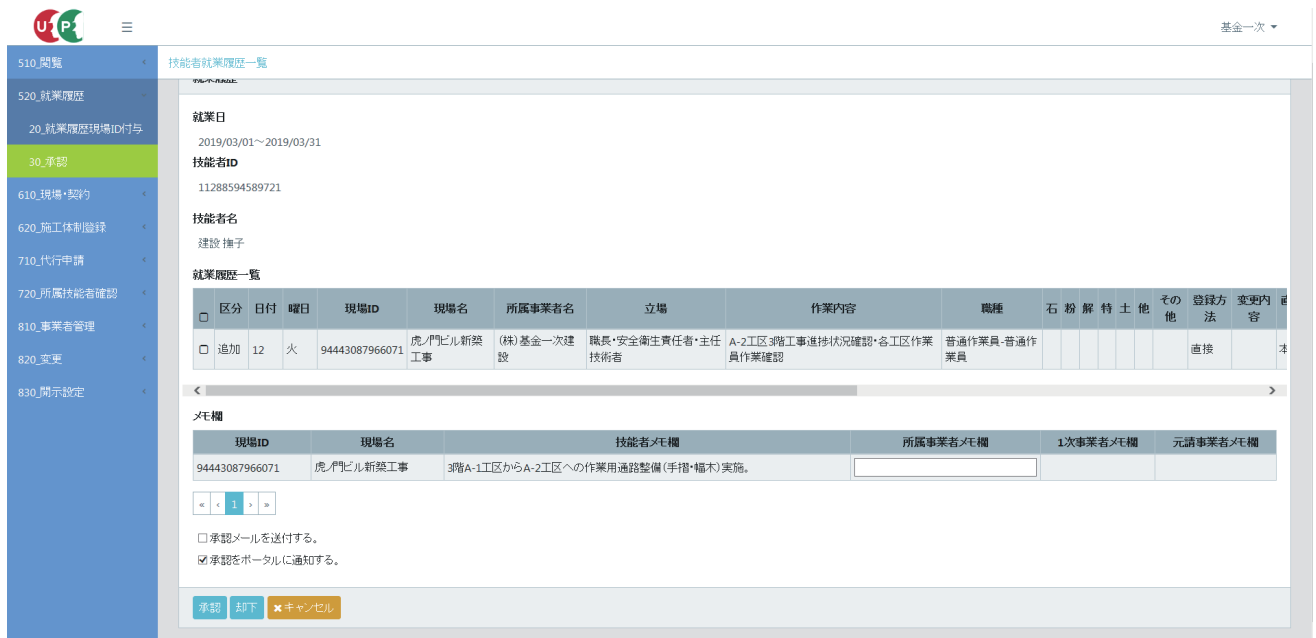 U P
基金一次
510_閲覧
技能者就業履歴一覧
520_就業履歴
就業履歴
20_就業履歴現場ID付与
30_承認
610_現場・契約
620_施工体制登録
710_代行申請
720_所属技能者確認
810_事業者管理
820_変更
830_開示設定
就業日
2019/03/01～2019/03/31
技能者ID
11288594589721
技能者名
建設 撫子
就業履歴一覧
区分 日付 曜日 現場ID 現場名 所属事業者名 立場 作業内容 職種 石 粉 解 特 土 他 その他 登録方法 変更内容 直
追加 12 火 94443087966071 虎ノ門ビル新築工事 (株)基金一次建設 職長・安全衛生責任者・主任技術者 A-2工区3階工事進捗状況確認・各工区作業員作業確認 普通作業員-普通作業員 直接 本
メモ欄
現場ID 現場名 技能者メモ欄 所属事業者メモ欄 1次事業者メモ欄 元請事業者メモ欄
94443087966071 虎ノ門ビル新築工事 3階A-1工区からA-2工区への作業用通路整備(手摺・幅木)実施。
« ‹ 1 › »
承認メールを送付する。
承認をポータルに通知する。
承認 却下 ✖キャンセル